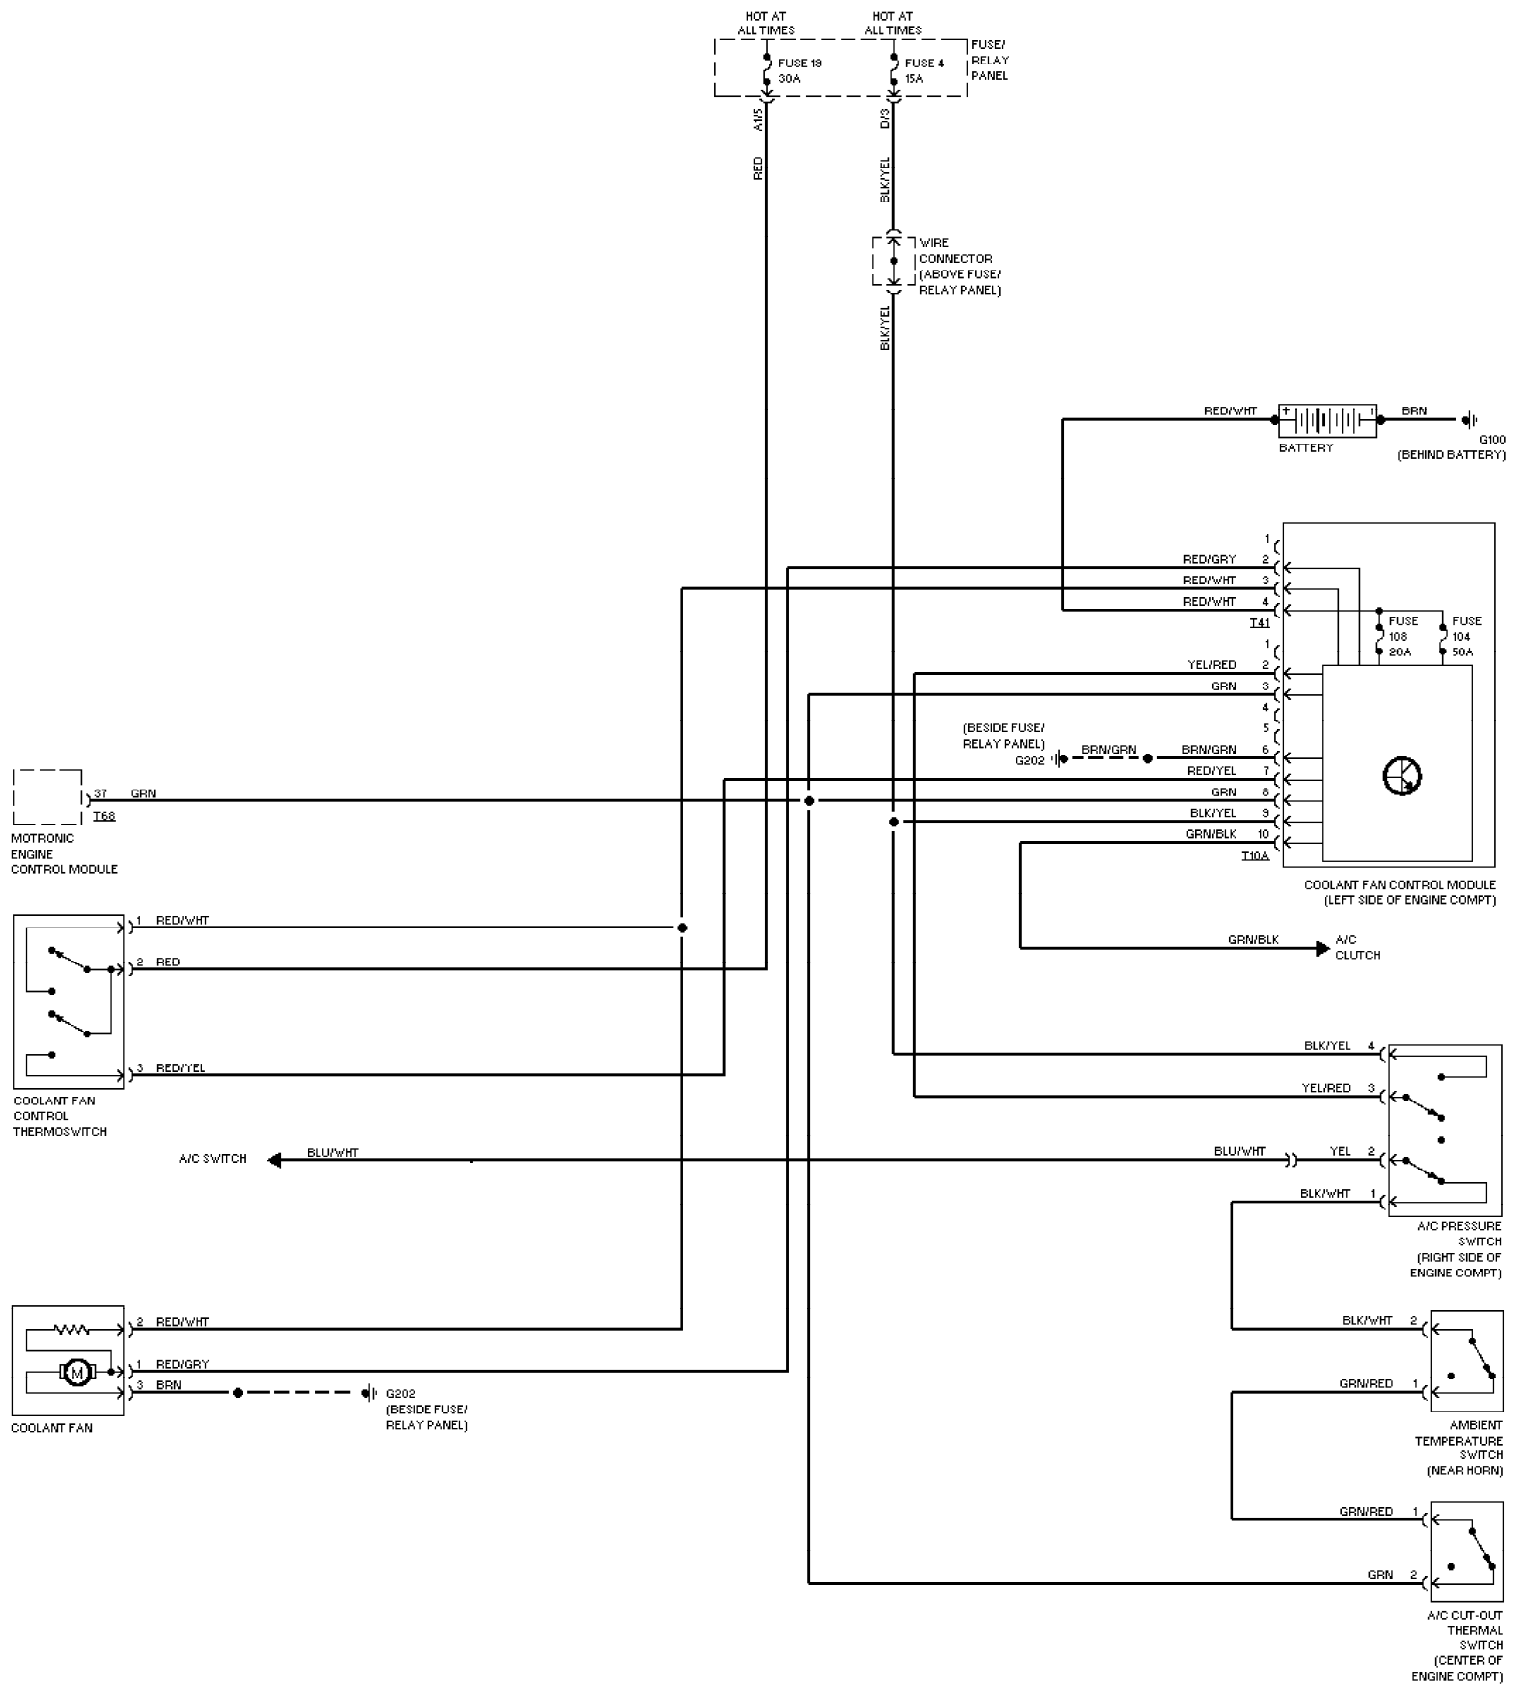 HOT AT
ALL TIMES
HOT AT
ALL TIMES
FUSE 19
30A
FUSE 4
15A
FUSE/
RELAY
PANEL
A1/5
D/3
RED
BLK/YEL
WIRE
CONNECTOR
(ABOVE FUSE/
RELAY PANEL)
BLK/YEL
RED/WHT
+
BATTERY
BRN
G100
(BEHIND BATTERY)
1
RED/GRY 2
RED/WHT 3
RED/WHT 4
T41
FUSE
108
20A
FUSE
104
50A
1
YEL/RED 2
GRN 3
4
5
(BESIDE FUSE/
RELAY PANEL)
G202
BRN/GRN
BRN/GRN 6
RED/YEL 7
GRN 8
BLK/YEL 9
GRN/BLK 10
T10A
COOLANT FAN CONTROL MODULE
(LEFT SIDE OF ENGINE COMPT)
37 GRN
T68
MOTRONIC
ENGINE
CONTROL MODULE
1 RED/WHT
2 RED
3 RED/YEL
COOLANT FAN
CONTROL
THERMOSWITCH
GRN/BLK
A/C
CLUTCH
BLK/YEL 4
YEL/RED 3
A/C SWITCH
BLU/WHT
BLU/WHT
YEL 2
BLK/WHT 1
A/C PRESSURE
SWITCH
(RIGHT SIDE OF
ENGINE COMPT)
2 RED/WHT
M
1 RED/GRY
3 BRN
COOLANT FAN
G202
(BESIDE FUSE/
RELAY PANEL)
BLK/WHT 2
GRN/RED 1
AMBIENT
TEMPERATURE
SWITCH
(NEAR HORN)
GRN/RED 1
GRN 2
A/C CUT-OUT
THERMAL
SWITCH
(CENTER OF
ENGINE COMPT)